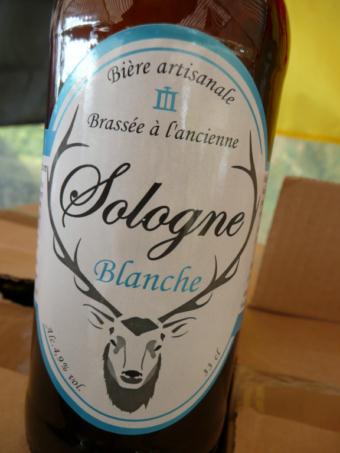 Bière artisanale
III
Brassée à l'ancienne
Sologne
Blanche
Alc.4,9% vol.
33 cl